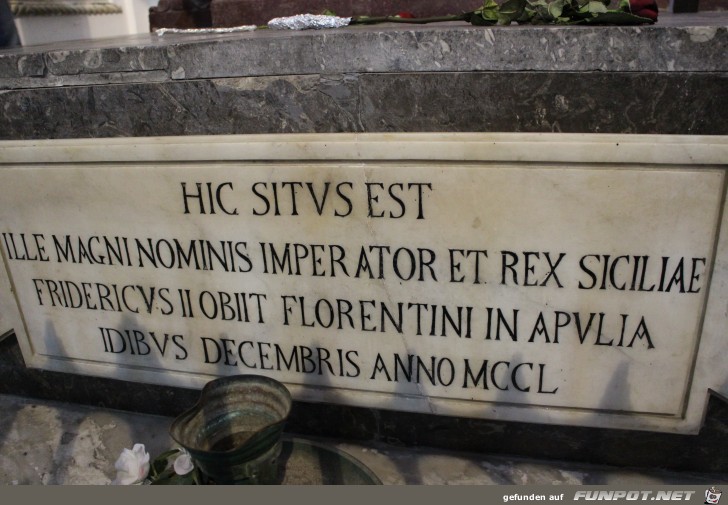 HIC SITVS EST
ILLE MAGNI NOMINIS IMPERATOR ET REX SICILIAE
FRIDERICVS II OBIIT FLORENTINI IN APVLIA
IDIBVS DECEMBRIS ANNO MCCL
gefunden auf FUNPOT.NET